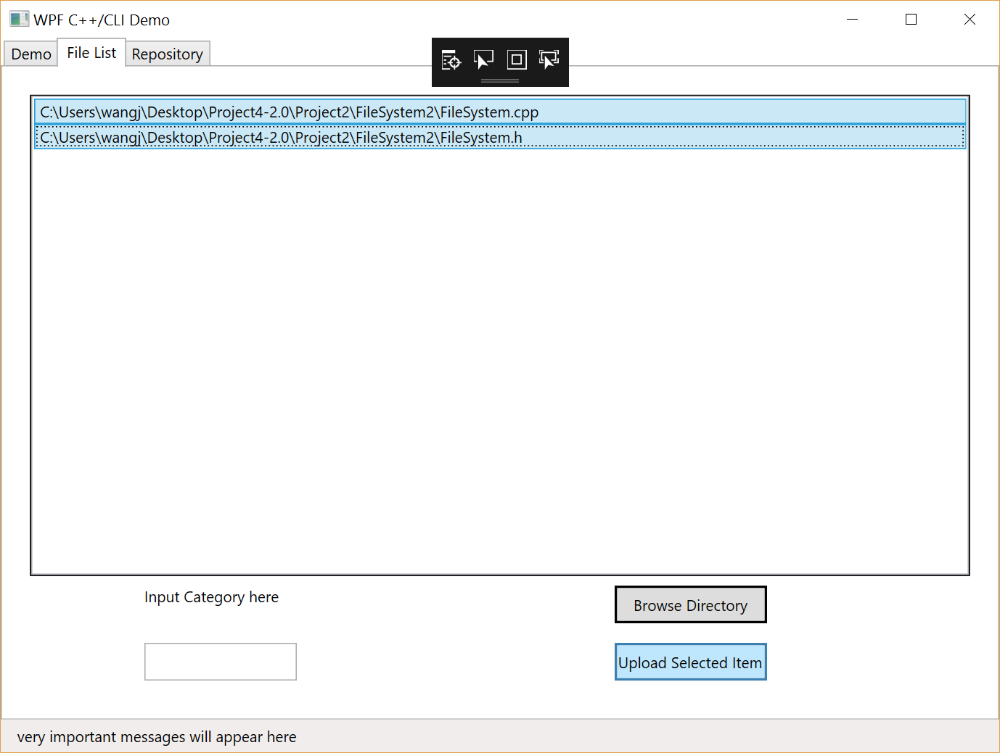 WPF C++/CLI Demo
Demo
File List
Repository
C:\Users\wangj\Desktop\Project4-2.0\Project2\FileSystem2\FileSystem.cpp
C:\Users\wangj\Desktop\Project4-2.0\Project2\FileSystem2\FileSystem.h
Input Category here
Browse Directory
Upload Selected Item
very important messages will appear here